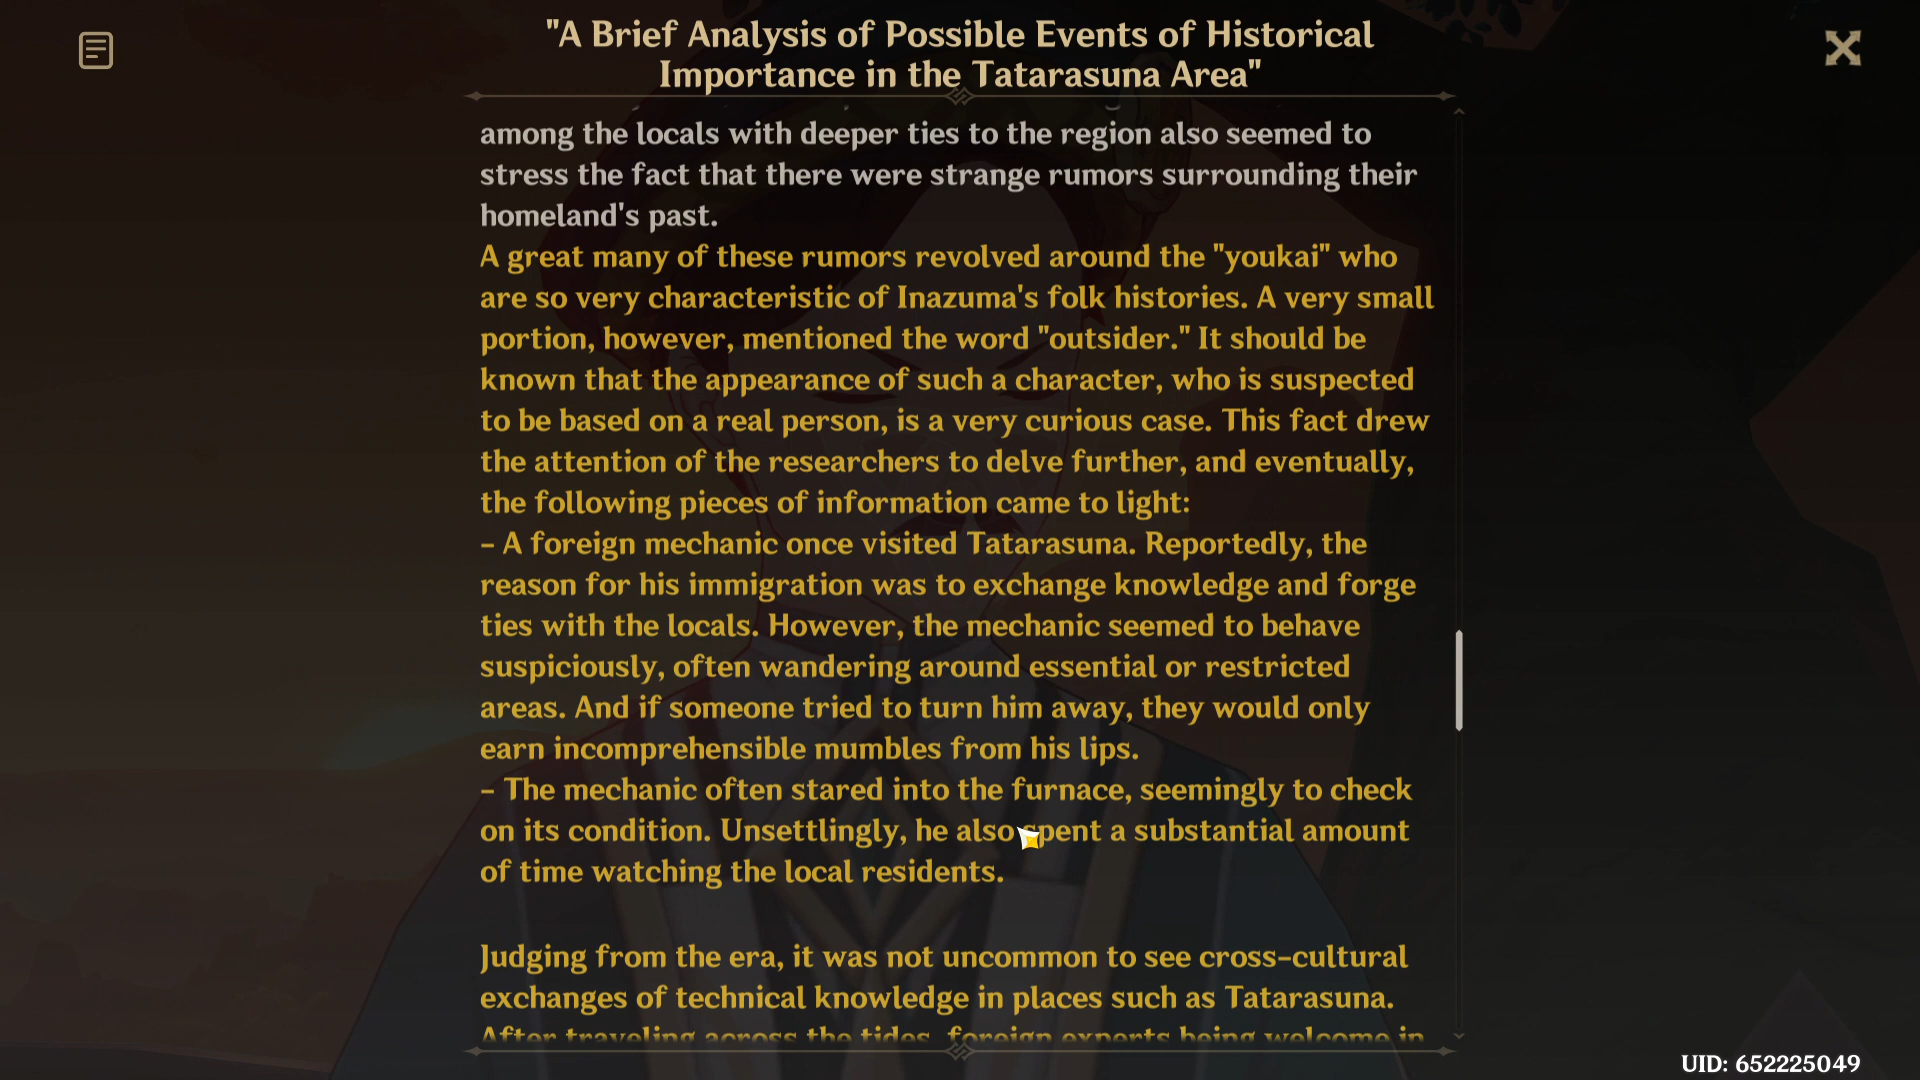 "A Brief Analysis of Possible Events of Historical
Importance in the Tatarasuna Area"
among the locals with deeper ties to the region also seemed to
stress the fact that there were strange rumors surrounding their
homeland's past.
A great many of these rumors revolved around the "youkai" who
are so very characteristic of Inazuma's folk histories. A very small
portion, however, mentioned the word "outsider." It should be
known that the appearance of such a character, who is suspected
to be based on a real person, is a very curious case. This fact drew
the attention of the researchers to delve further, and eventually,
the following pieces of information came to light:
– A foreign mechanic once visited Tatarasuna. Reportedly, the
reason for his immigration was to exchange knowledge and forge
ties with the locals. However, the mechanic seemed to behave
suspiciously, often wandering around essential or restricted
areas. And if someone tried to turn him away, they would only
earn incomprehensible mumbles from his lips.
– The mechanic often stared into the furnace, seemingly to check
on its condition. Unsettlingly, he also spent a substantial amount
of time watching the local residents.
Judging from the era, it was not uncommon to see cross-cultural
exchanges of technical knowledge in places such as Tatarasuna.
After traveling across the tides, foreign experts being welcome in
UID: 652225049